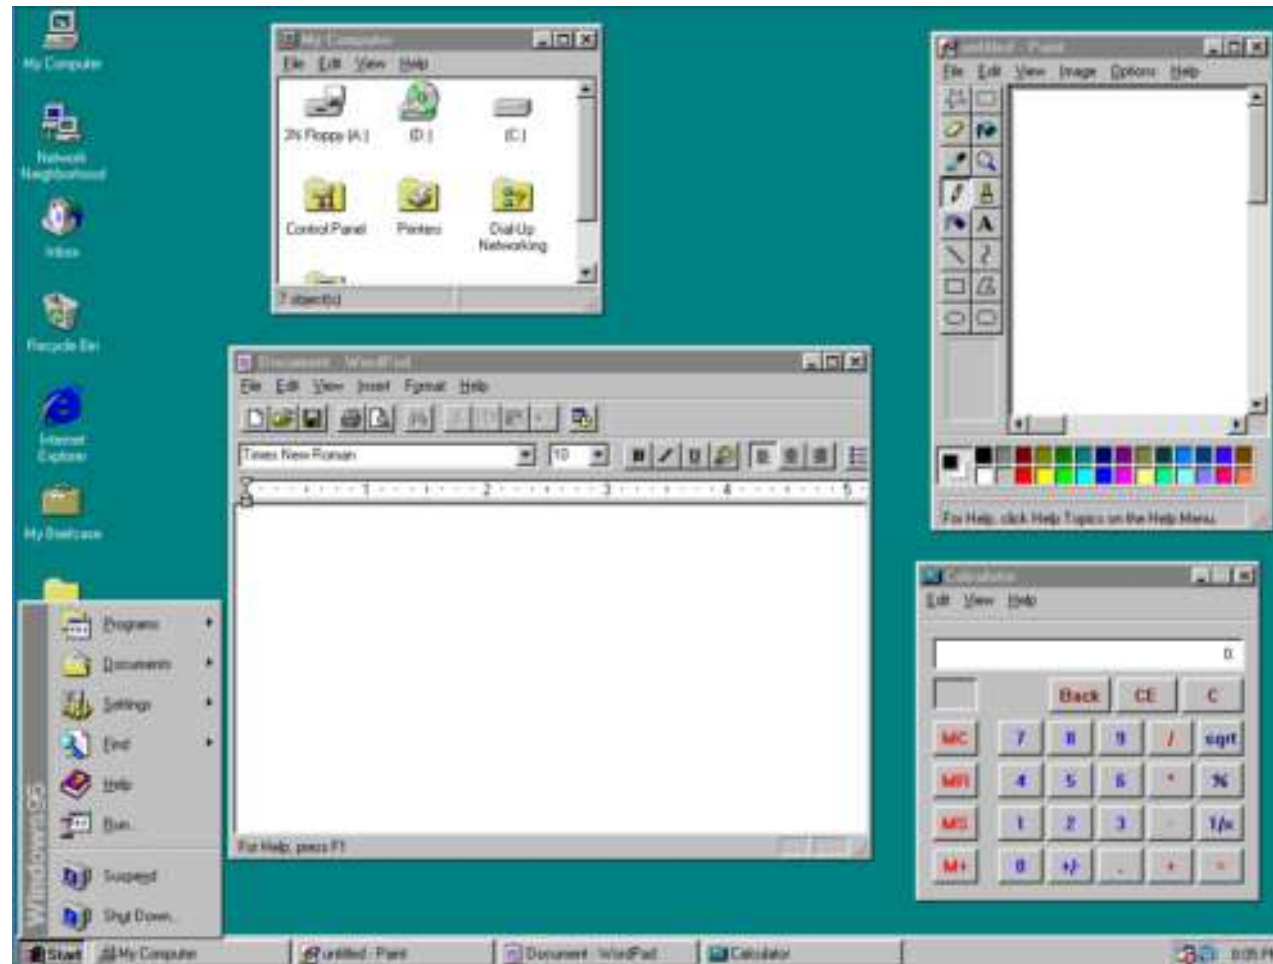 My Computer
Network
Neighborhood
Inbox
Recycle Bin
Internet
Explorer
My Briefcase
My Computer
File Edit View Help
3½ Floppy (A:)
(D:)
(C:)
Control Panel
Printers
Dial-Up
Networking
7 object(s)
untitled - Paint
File Edit View Image Options Help
A
For Help, click Help Topics on the Help Menu.
Document - WordPad
File Edit View Insert Format Help
Times New Roman
10
B / U
1 2 3 4 5
For Help, press F1
Calculator
Edit View Help
0.
Back CE C
MC 7 8 9 / sqrt
MR 4 5 6 * %
MS 1 2 3 - 1/x
M+ 0 +/- . + =
Programs
Documents
Settings
Find
Help
Run...
Suspend
Shut Down...
Windows95
Start
My Computer
untitled - Paint
Document - WordPad
Calculator